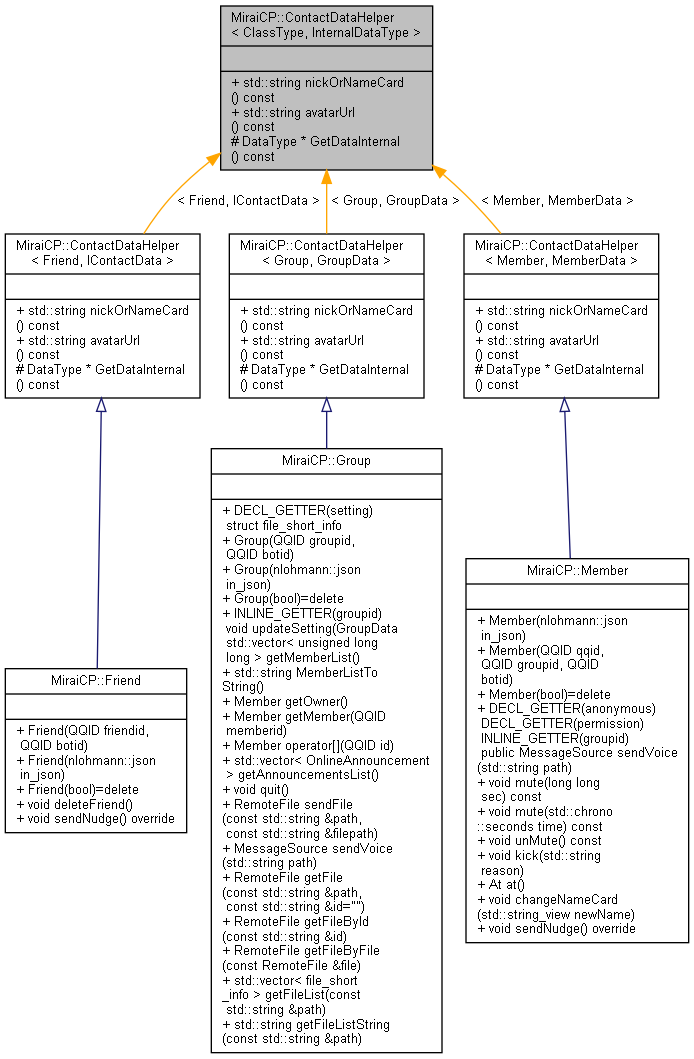 MiraiCP::ContactDataHelper
< ClassType, InternalDataType >
+ std::string nickOrNameCard
() const
+ std::string avatarUrl
() const
# DataType * GetDataInternal
() const
< Friend, IContactData >
< Group, GroupData >
< Member, MemberData >
MiraiCP::ContactDataHelper
< Friend, IContactData >
+ std::string nickOrNameCard
() const
+ std::string avatarUrl
() const
# DataType * GetDataInternal
() const
MiraiCP::ContactDataHelper
< Group, GroupData >
+ std::string nickOrNameCard
() const
+ std::string avatarUrl
() const
# DataType * GetDataInternal
() const
MiraiCP::ContactDataHelper
< Member, MemberData >
+ std::string nickOrNameCard
() const
+ std::string avatarUrl
() const
# DataType * GetDataInternal
() const
MiraiCP::Friend
+ Friend(QQID friendid,
QQID botid)
+ Friend(nlohmann::json
in_json)
+ Friend(bool)=delete
+ void deleteFriend()
+ void sendNudge() override
MiraiCP::Group
+ DECL_GETTER(setting)
struct file_short_info
+ Group(QQID groupid,
QQID botid)
+ Group(nlohmann::json
in_json)
+ Group(bool)=delete
+ INLINE_GETTER(groupid)
void updateSetting(GroupData
std::vector< unsigned long
long > getMemberList()
+ std::string MemberListTo
String()
+ Member getOwner()
+ Member getMember(QQID
memberid)
+ Member operator[](QQID id)
+ std::vector< OnlineAnnouncement
> getAnnouncementsList()
+ void quit()
+ RemoteFile sendFile
(const std::string &path,
const std::string &filepath)
+ MessageSource sendVoice
(std::string path)
+ RemoteFile getFile
(const std::string &path,
const std::string &id="")
+ RemoteFile getFileById
(const std::string &id)
+ RemoteFile getFileByFile
(const RemoteFile &file)
+ std::vector< file_short
_info > getFileList(const
std::string &path)
+ std::string getFileListString
(const std::string &path)
MiraiCP::Member
+ Member(nlohmann::json
in_json)
+ Member(QQID qqid,
QQID groupid, QQID
botid)
+ Member(bool)=delete
+ DECL_GETTER(anonymous)
DECL_GETTER(permission)
INLINE_GETTER(groupid)
public MessageSource sendVoice
(std::string path)
+ void mute(long long
sec) const
+ void mute(std::chrono
::seconds time) const
+ void unMute() const
+ void kick(std::string
reason)
+ At at()
+ void changeNameCard
(std::string_view newName)
+ void sendNudge() override